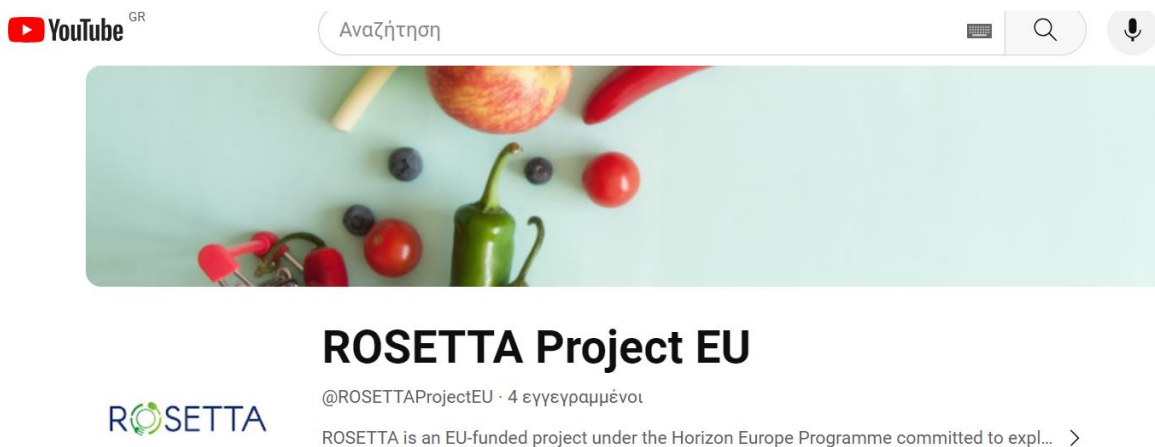 YouTube GR
Αναζήτηση
ROSETTA Project EU
@ROSETTAProjectEU · 4 εγγεγραμμένοι
ROSETTA
ROSETTA is an EU-funded project under the Horizon Europe Programme committed to expl...